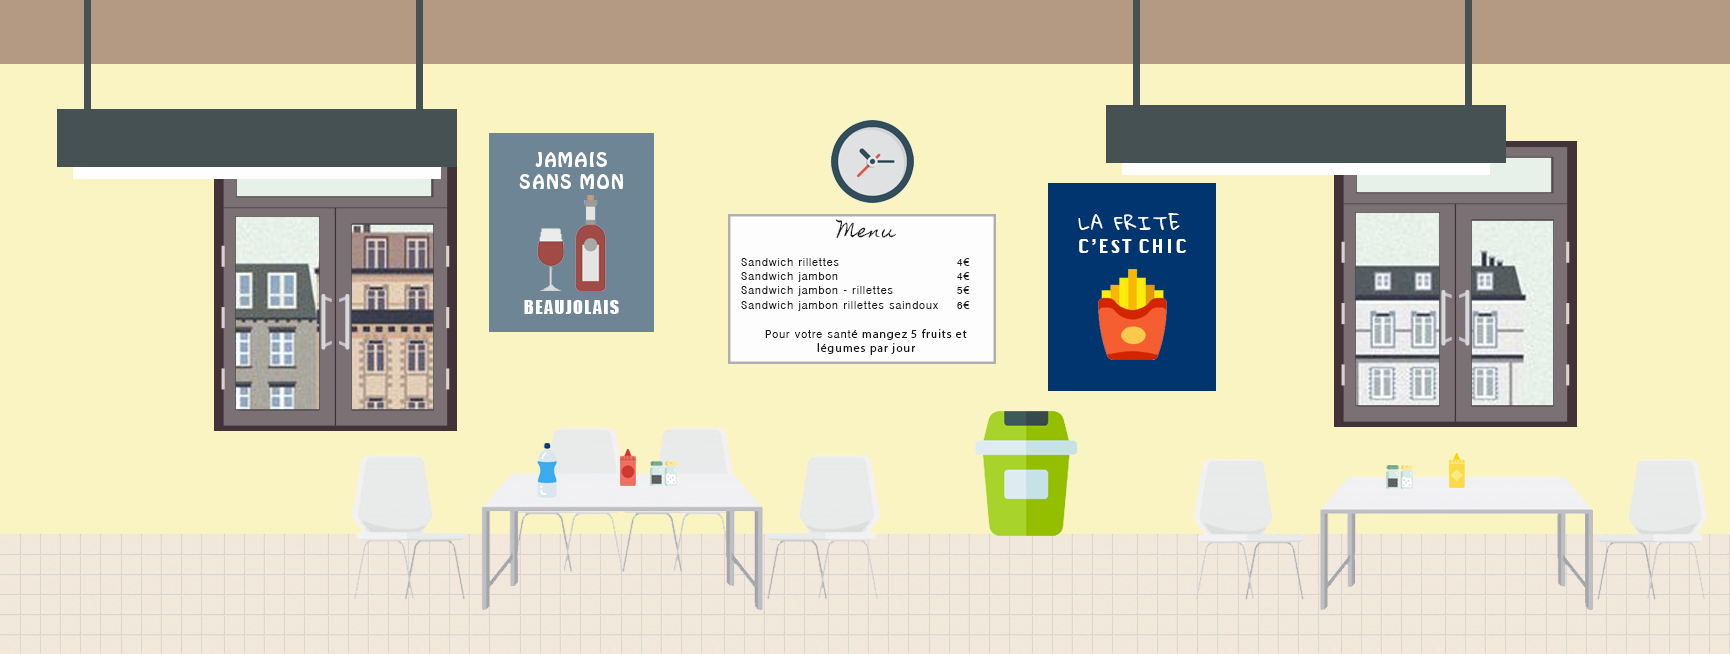 JAMAIS
SANS MON
BEAUJOLAIS
Menu
Sandwich rillettes 4€
Sandwich jambon 4€
Sandwich jambon - rillettes 5€
Sandwich jambon rillettes saindoux 6€
Pour votre santé mangez 5 fruits et
légumes par jour
LA FRITE
C'EST CHIC